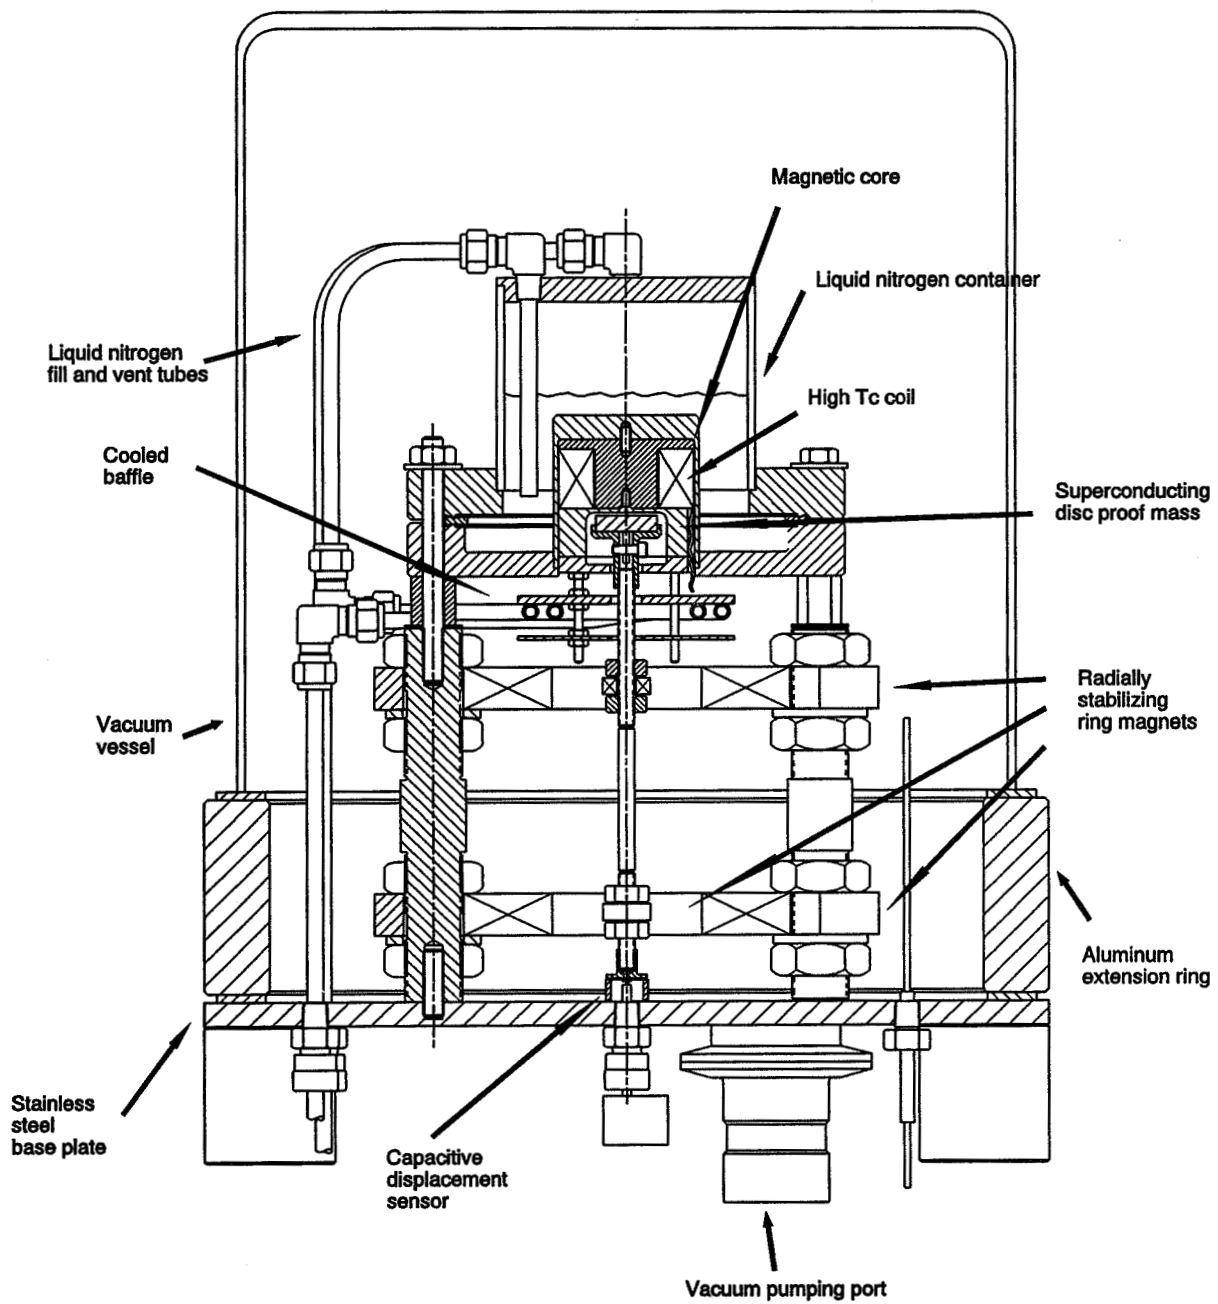 Magnetic core
Liquid nitrogen container
Liquid nitrogen
fill and vent tubes
High Tc coil
Cooled
baffle
Superconducting
disc proof mass
Radially
stabilizing
ring magnets
Vacuum
vessel
Aluminum
extension ring
Stainless
steel
base plate
Capacitive
displacement
sensor
Vacuum pumping port